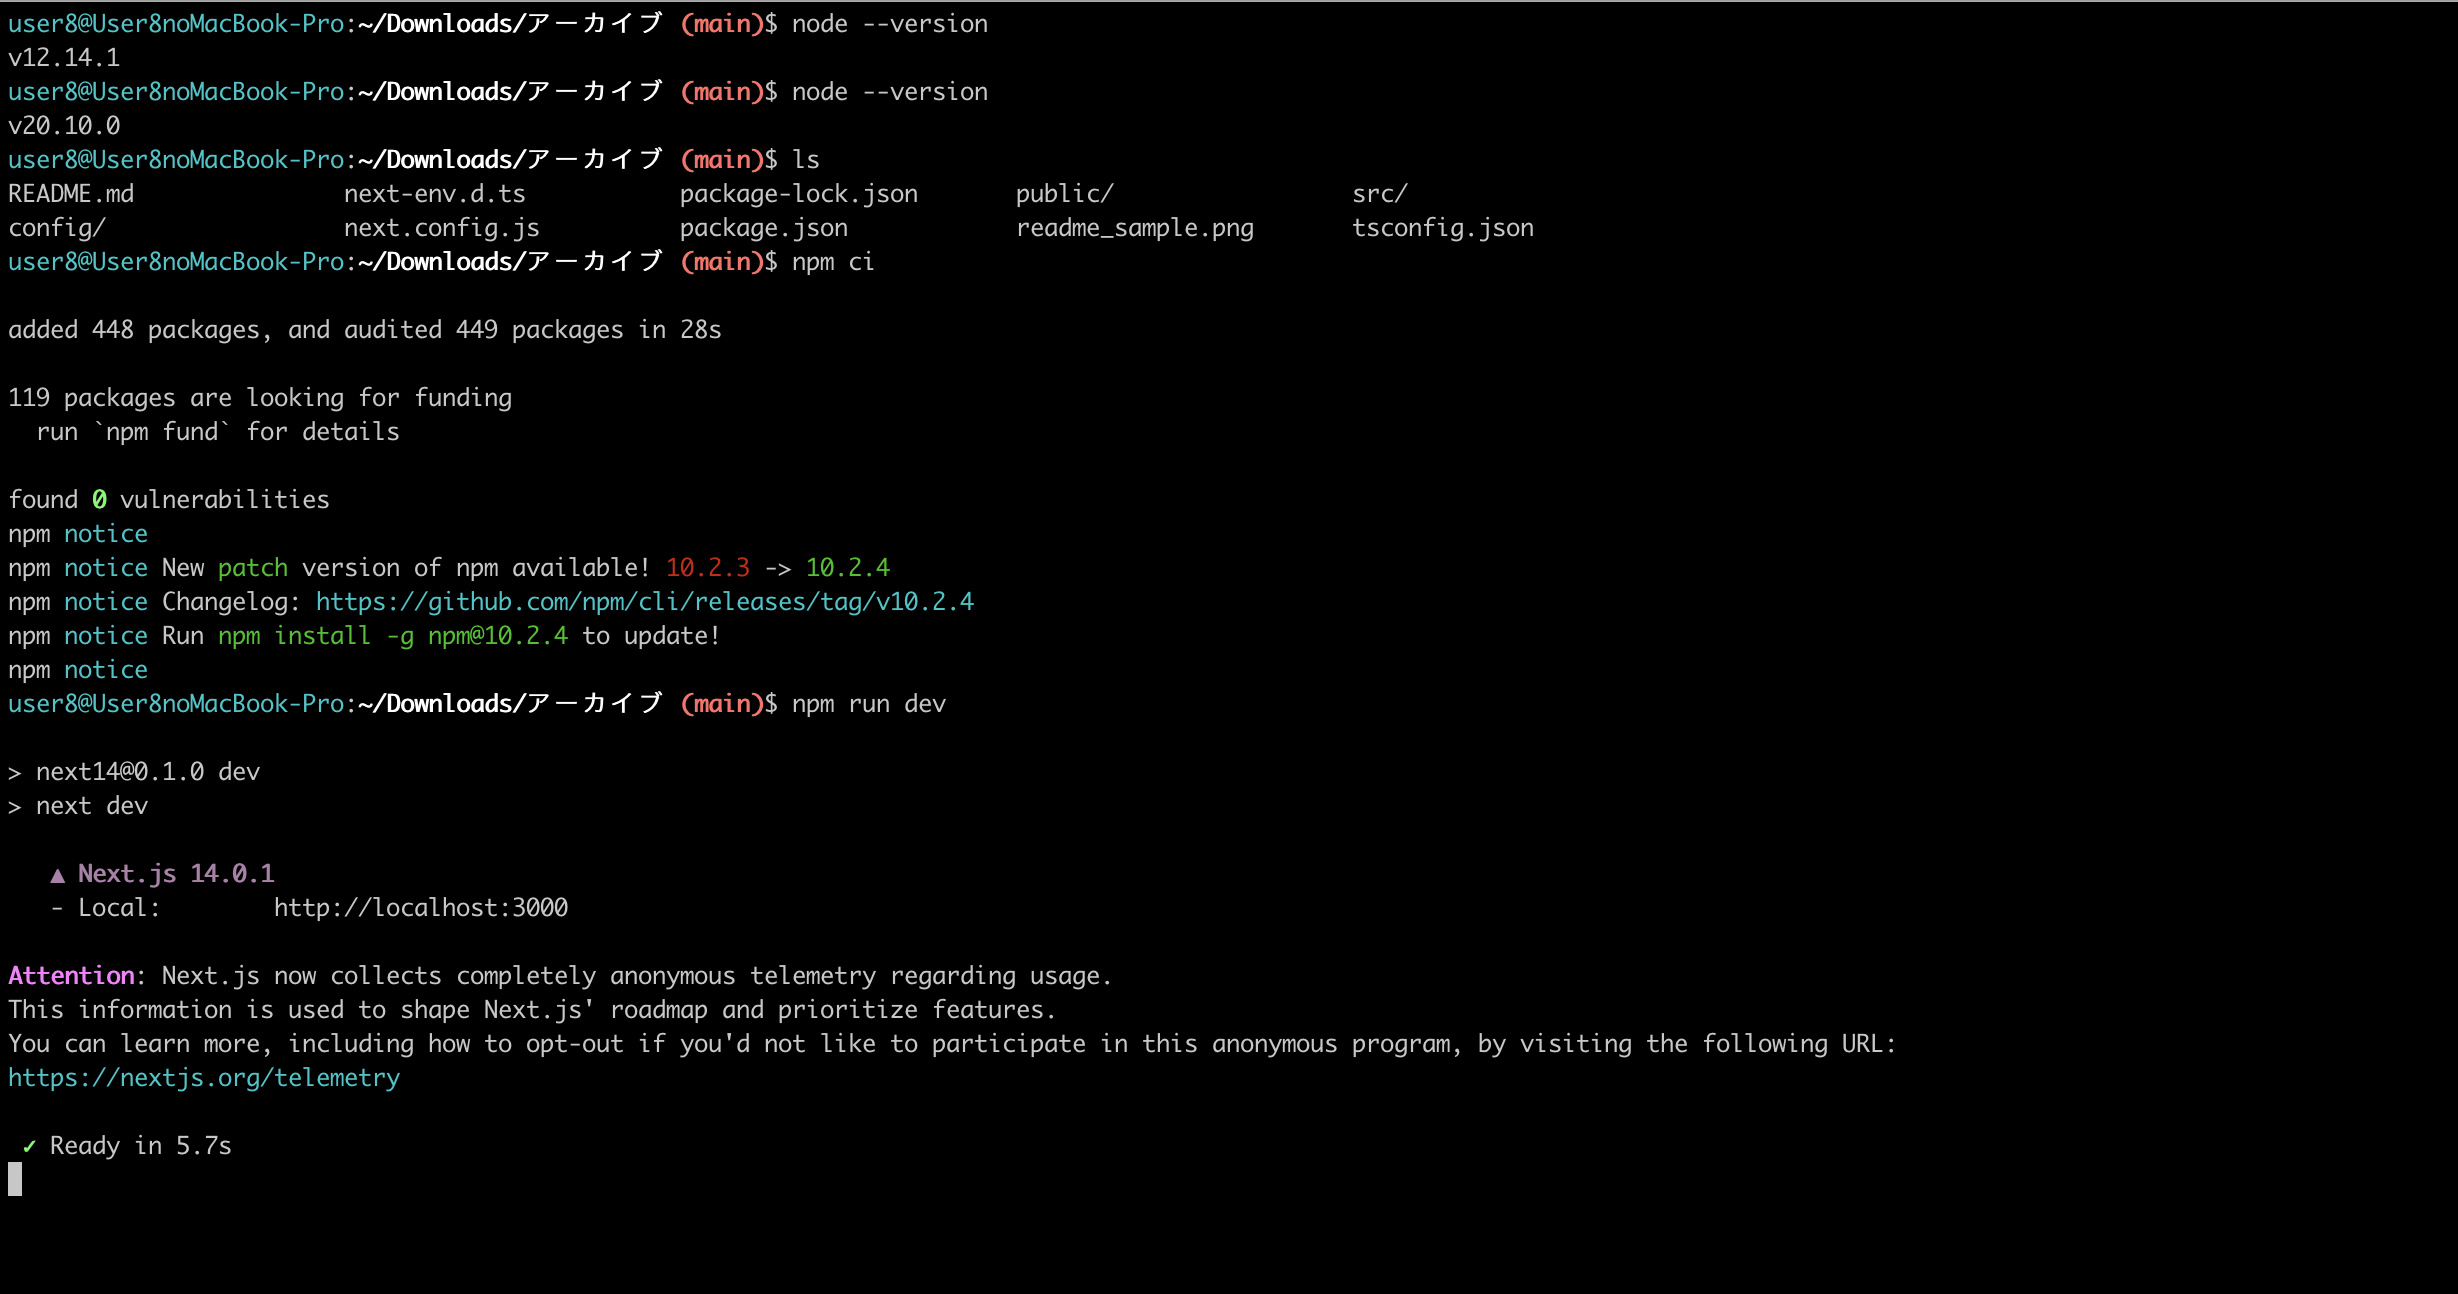 user8@User8noMacBook-Pro:~/Downloads/アーカイブ (main)$ node --version
v12.14.1
user8@User8noMacBook-Pro:~/Downloads/アーカイブ (main)$ node --version
v20.10.0
user8@User8noMacBook-Pro:~/Downloads/アーカイブ (main)$ ls
README.md               next-env.d.ts           package-lock.json       public/                 src/
config/                 next.config.js          package.json            readme_sample.png       tsconfig.json
user8@User8noMacBook-Pro:~/Downloads/アーカイブ (main)$ npm ci

added 448 packages, and audited 449 packages in 28s

119 packages are looking for funding
  run `npm fund` for details

found 0 vulnerabilities
npm notice
npm notice New patch version of npm available! 10.2.3 -> 10.2.4
npm notice Changelog: https://github.com/npm/cli/releases/tag/v10.2.4
npm notice Run npm install -g npm@10.2.4 to update!
npm notice
user8@User8noMacBook-Pro:~/Downloads/アーカイブ (main)$ npm run dev

> next14@0.1.0 dev
> next dev

   ▲ Next.js 14.0.1
   - Local:        http://localhost:3000

Attention: Next.js now collects completely anonymous telemetry regarding usage.
This information is used to shape Next.js' roadmap and prioritize features.
You can learn more, including how to opt-out if you'd not like to participate in this anonymous program, by visiting the following URL:
https://nextjs.org/telemetry

 ✓ Ready in 5.7s